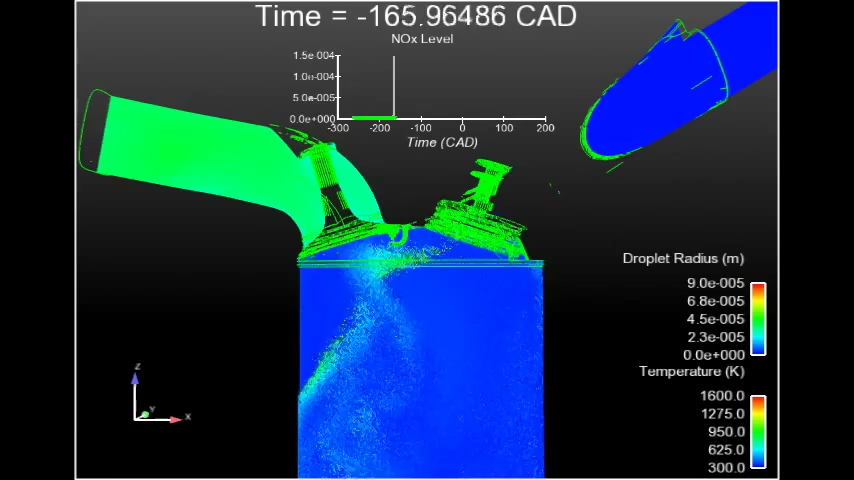 Time = -165.96486 CAD
NOx Level
1.5e-004
1.0e-004
5.0e-005
0.0e+000
-300 -200 -100 0 100 200
Time (CAD)
Droplet Radius (m)
9.0e-005
6.8e-005
4.5e-005
2.3e-005
0.0e+000
Temperature (K)
1600.0
1275.0
950.0
625.0
300.0
Z
Y
X